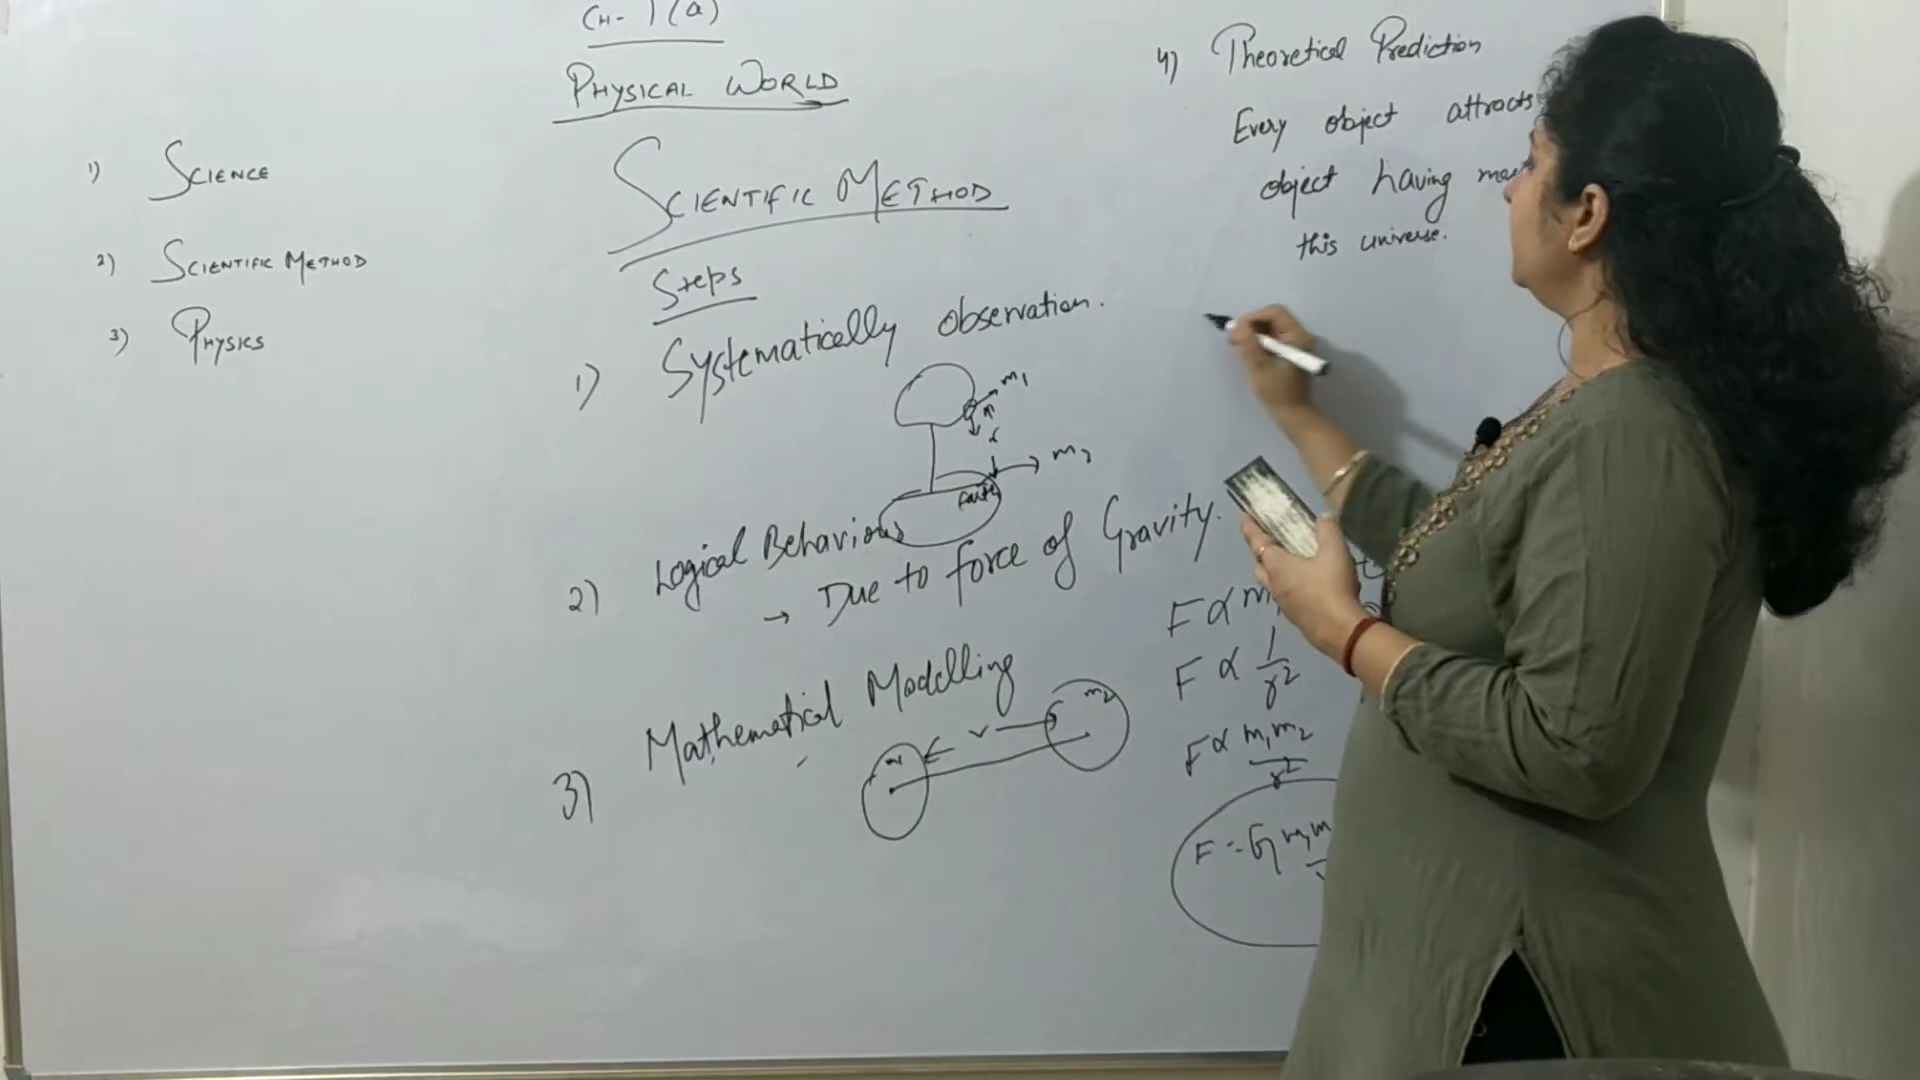 CH- 1 (a)
PHYSICAL WORLD
1) SCIENCE
2) SCIENTIFIC METHOD
3) PHYSICS
SCIENTIFIC METHOD
Steps
1) Systematically observation.
m1
r
m2
Earth
2) Logical Behaviour
→ Due to force of Gravity.
3) Mathematical Modelling
m1 r m2
F ∝ m1
F ∝ 1/r²
F ∝ m1m2/r²
F = G m1m
4) Theoretical Prediction
Every object attracts
object having
this universe.